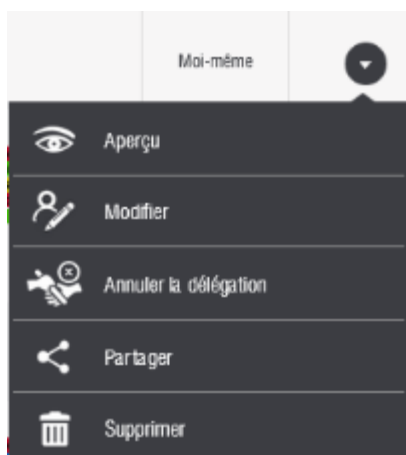 Moi-même
Aperçu
Modifier
Annuler la délégation
Partager
Supprimer